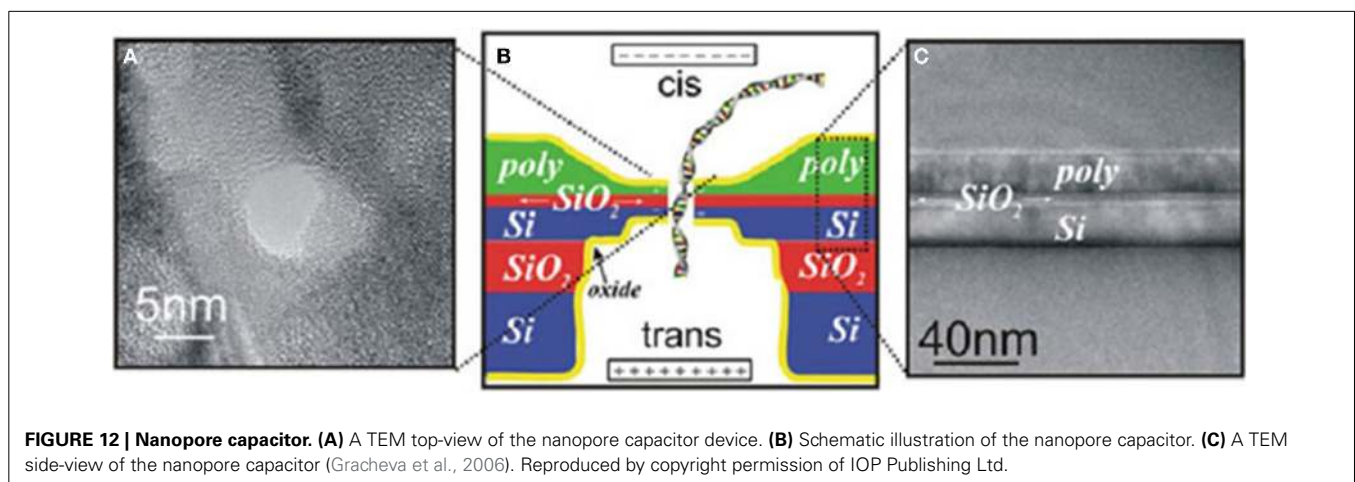 A
5nm
B
− − − − − − − − −
cis
poly
poly
SiO2
Si
Si
SiO2
SiO2
oxide
Si
Si
trans
+ + + + + + + + +
C
poly
SiO2
Si
40nm
FIGURE 12 | Nanopore capacitor. (A) A TEM top-view of the nanopore capacitor device. (B) Schematic illustration of the nanopore capacitor. (C) A TEM
side-view of the nanopore capacitor (Gracheva et al., 2006). Reproduced by copyright permission of IOP Publishing Ltd.